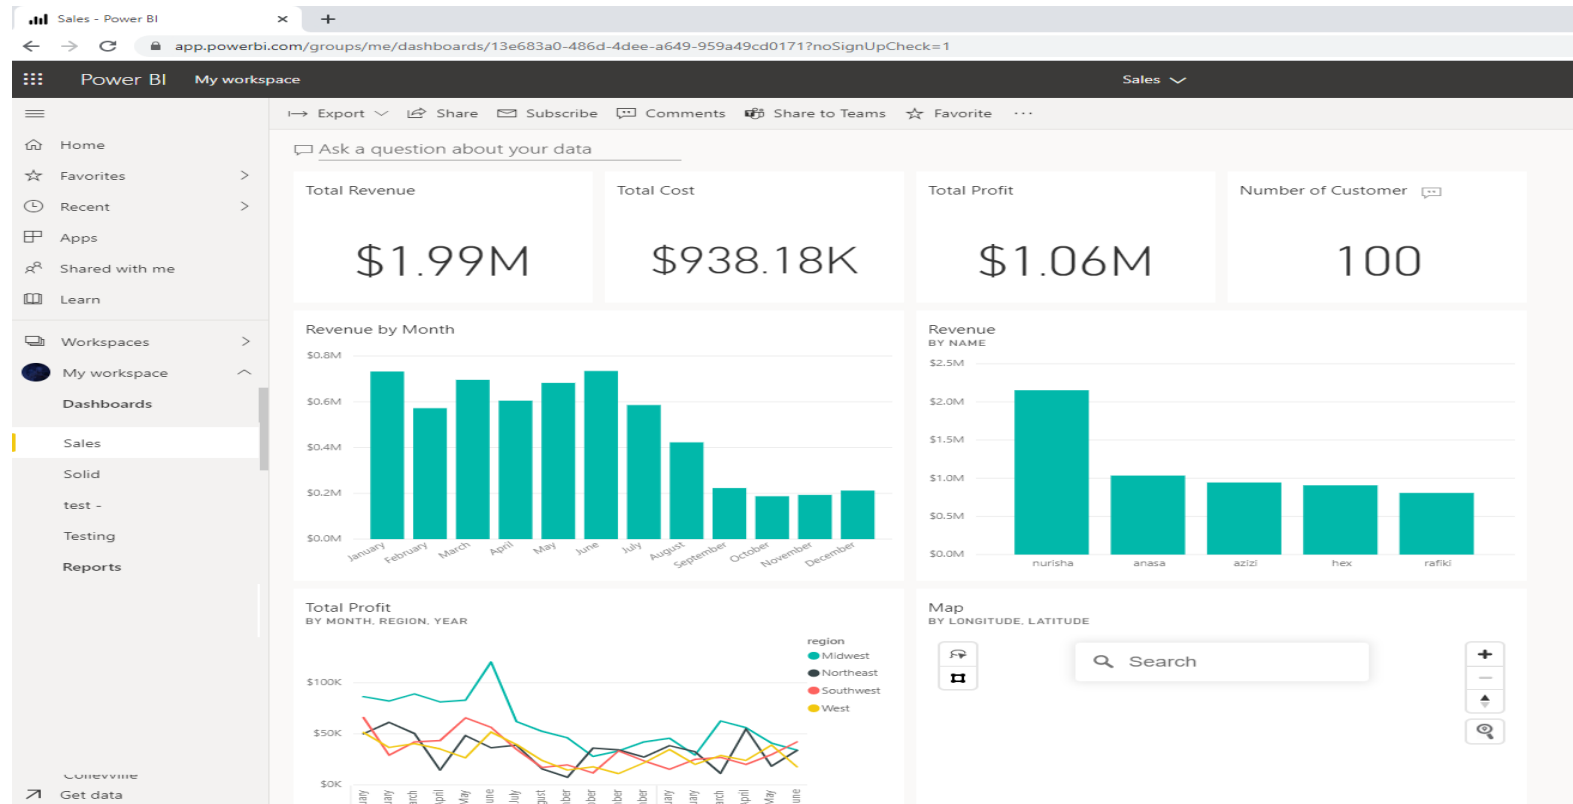 Sales - Power BI
app.powerbi.com/groups/me/dashboards/13e683a0-486d-4dee-a649-959a49cd0171?noSignUpCheck=1
Power BI My workspace Sales
Export Share Subscribe Comments Share to Teams Favorite ...
Home
Favorites
Recent
Apps
Shared with me
Learn
Workspaces
My workspace
Dashboards
Sales
Solid
test -
Testing
Reports
Get data
Ask a question about your data
Total Revenue
$1.99M
Total Cost
$938.18K
Total Profit
$1.06M
Number of Customer
100
Revenue by Month
$0.8M
$0.6M
$0.4M
$0.2M
$0.0M
January February March April May June July August September October November December
Revenue
BY NAME
$2.5M
$2.0M
$1.5M
$1.0M
$0.5M
$0.0M
nurisha anasa azizi hex rafiki
Total Profit
BY MONTH, REGION, YEAR
region
Midwest
Northeast
Southwest
West
$100K
$50K
$0K
April May July April May
Map
BY LONGITUDE, LATITUDE
Search